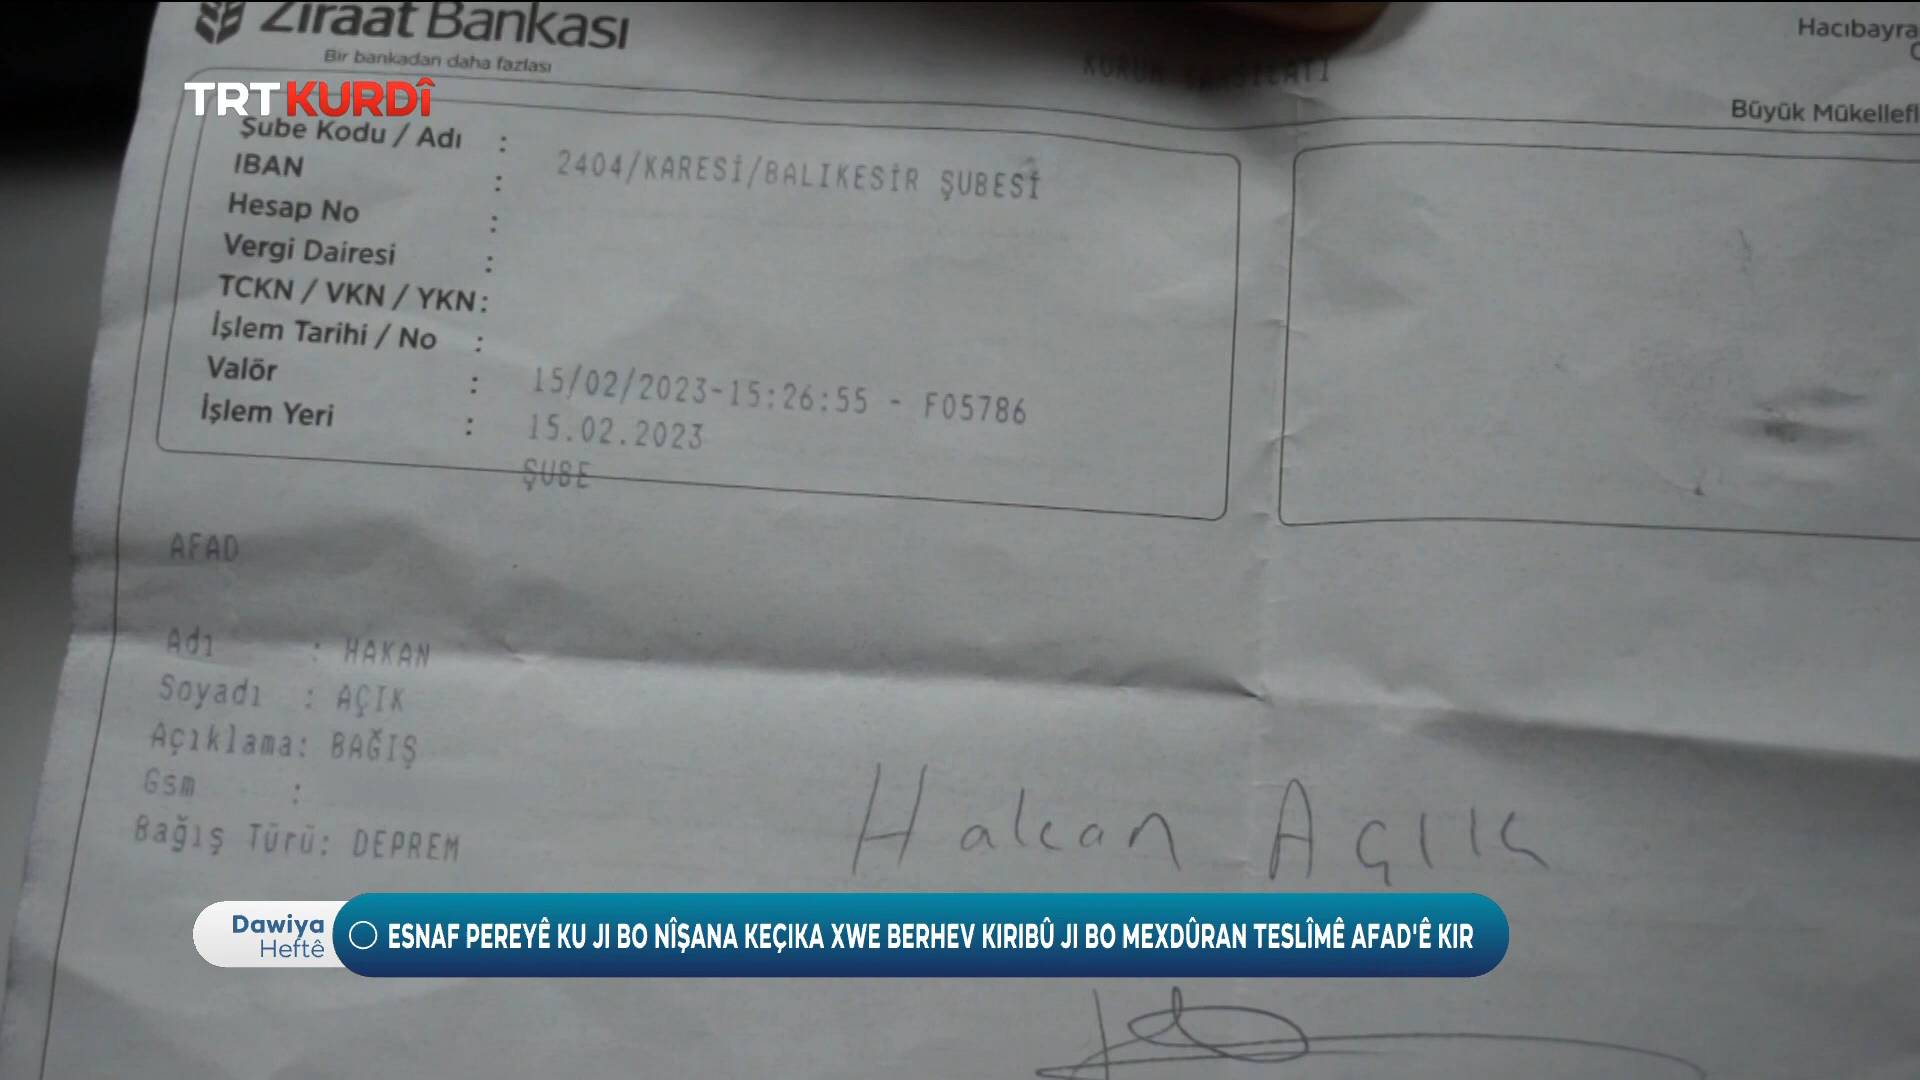 Ziraat Bankası
Bir bankadan daha fazlası
Hacıbayra
KURUM TAHSİLATI
Büyük Mükellefl
TRT KURDÎ
Şube Kodu / Adı : 2404/KARESİ/BALIKESİR ŞUBESİ
IBAN :
Hesap No :
Vergi Dairesi :
TCKN / VKN / YKN :
İşlem Tarihi / No : 15/02/2023-15:26:55 - F05786
Valör : 15.02.2023
İşlem Yeri : ŞUBE
AFAD
Adı : HAKAN
Soyadı : AÇIK
Açıklama: BAĞIŞ
Gsm :
Bağış Türü: DEPREM
Hakan Açık
Dawiya
Heftê
ESNAF PEREYÊ KU JI BO NÎŞANA KEÇIKA XWE BERHEV KIRIBÛ JI BO MEXDÛRAN TESLÎMÊ AFAD'Ê KIR